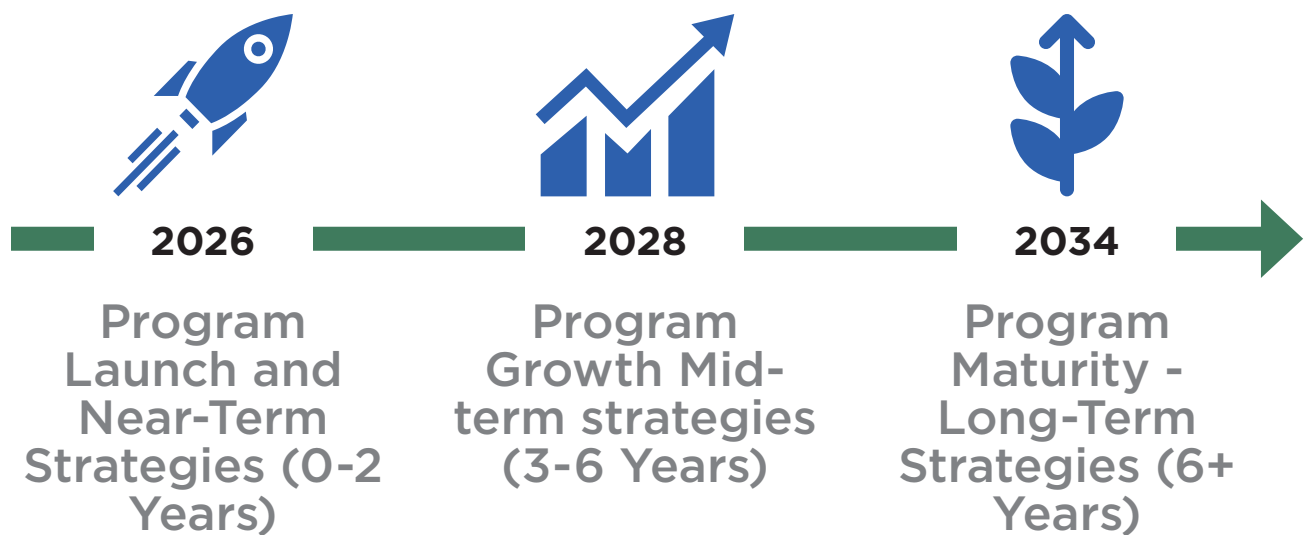 2026
Program
Launch and
Near-Term
Strategies (0-2
Years)
2028
Program
Growth Mid-
term strategies
(3-6 Years)
2034
Program
Maturity -
Long-Term
Strategies (6+
Years)